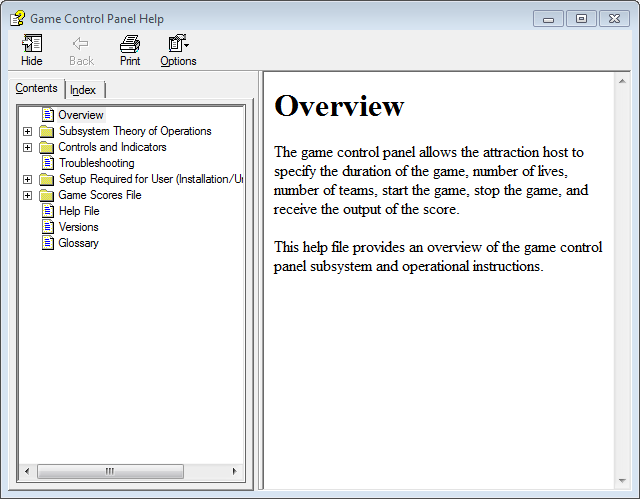 Game Control Panel Help
Hide
Back
Print
Options
Contents
Index
Overview
Subsystem Theory of Operations
Controls and Indicators
Troubleshooting
Setup Required for User (Installation/Un
Game Scores File
Help File
Versions
Glossary
Overview
The game control panel allows the attraction host to
specify the duration of the game, number of lives,
number of teams, start the game, stop the game, and
receive the output of the score.
This help file provides an overview of the game control
panel subsystem and operational instructions.